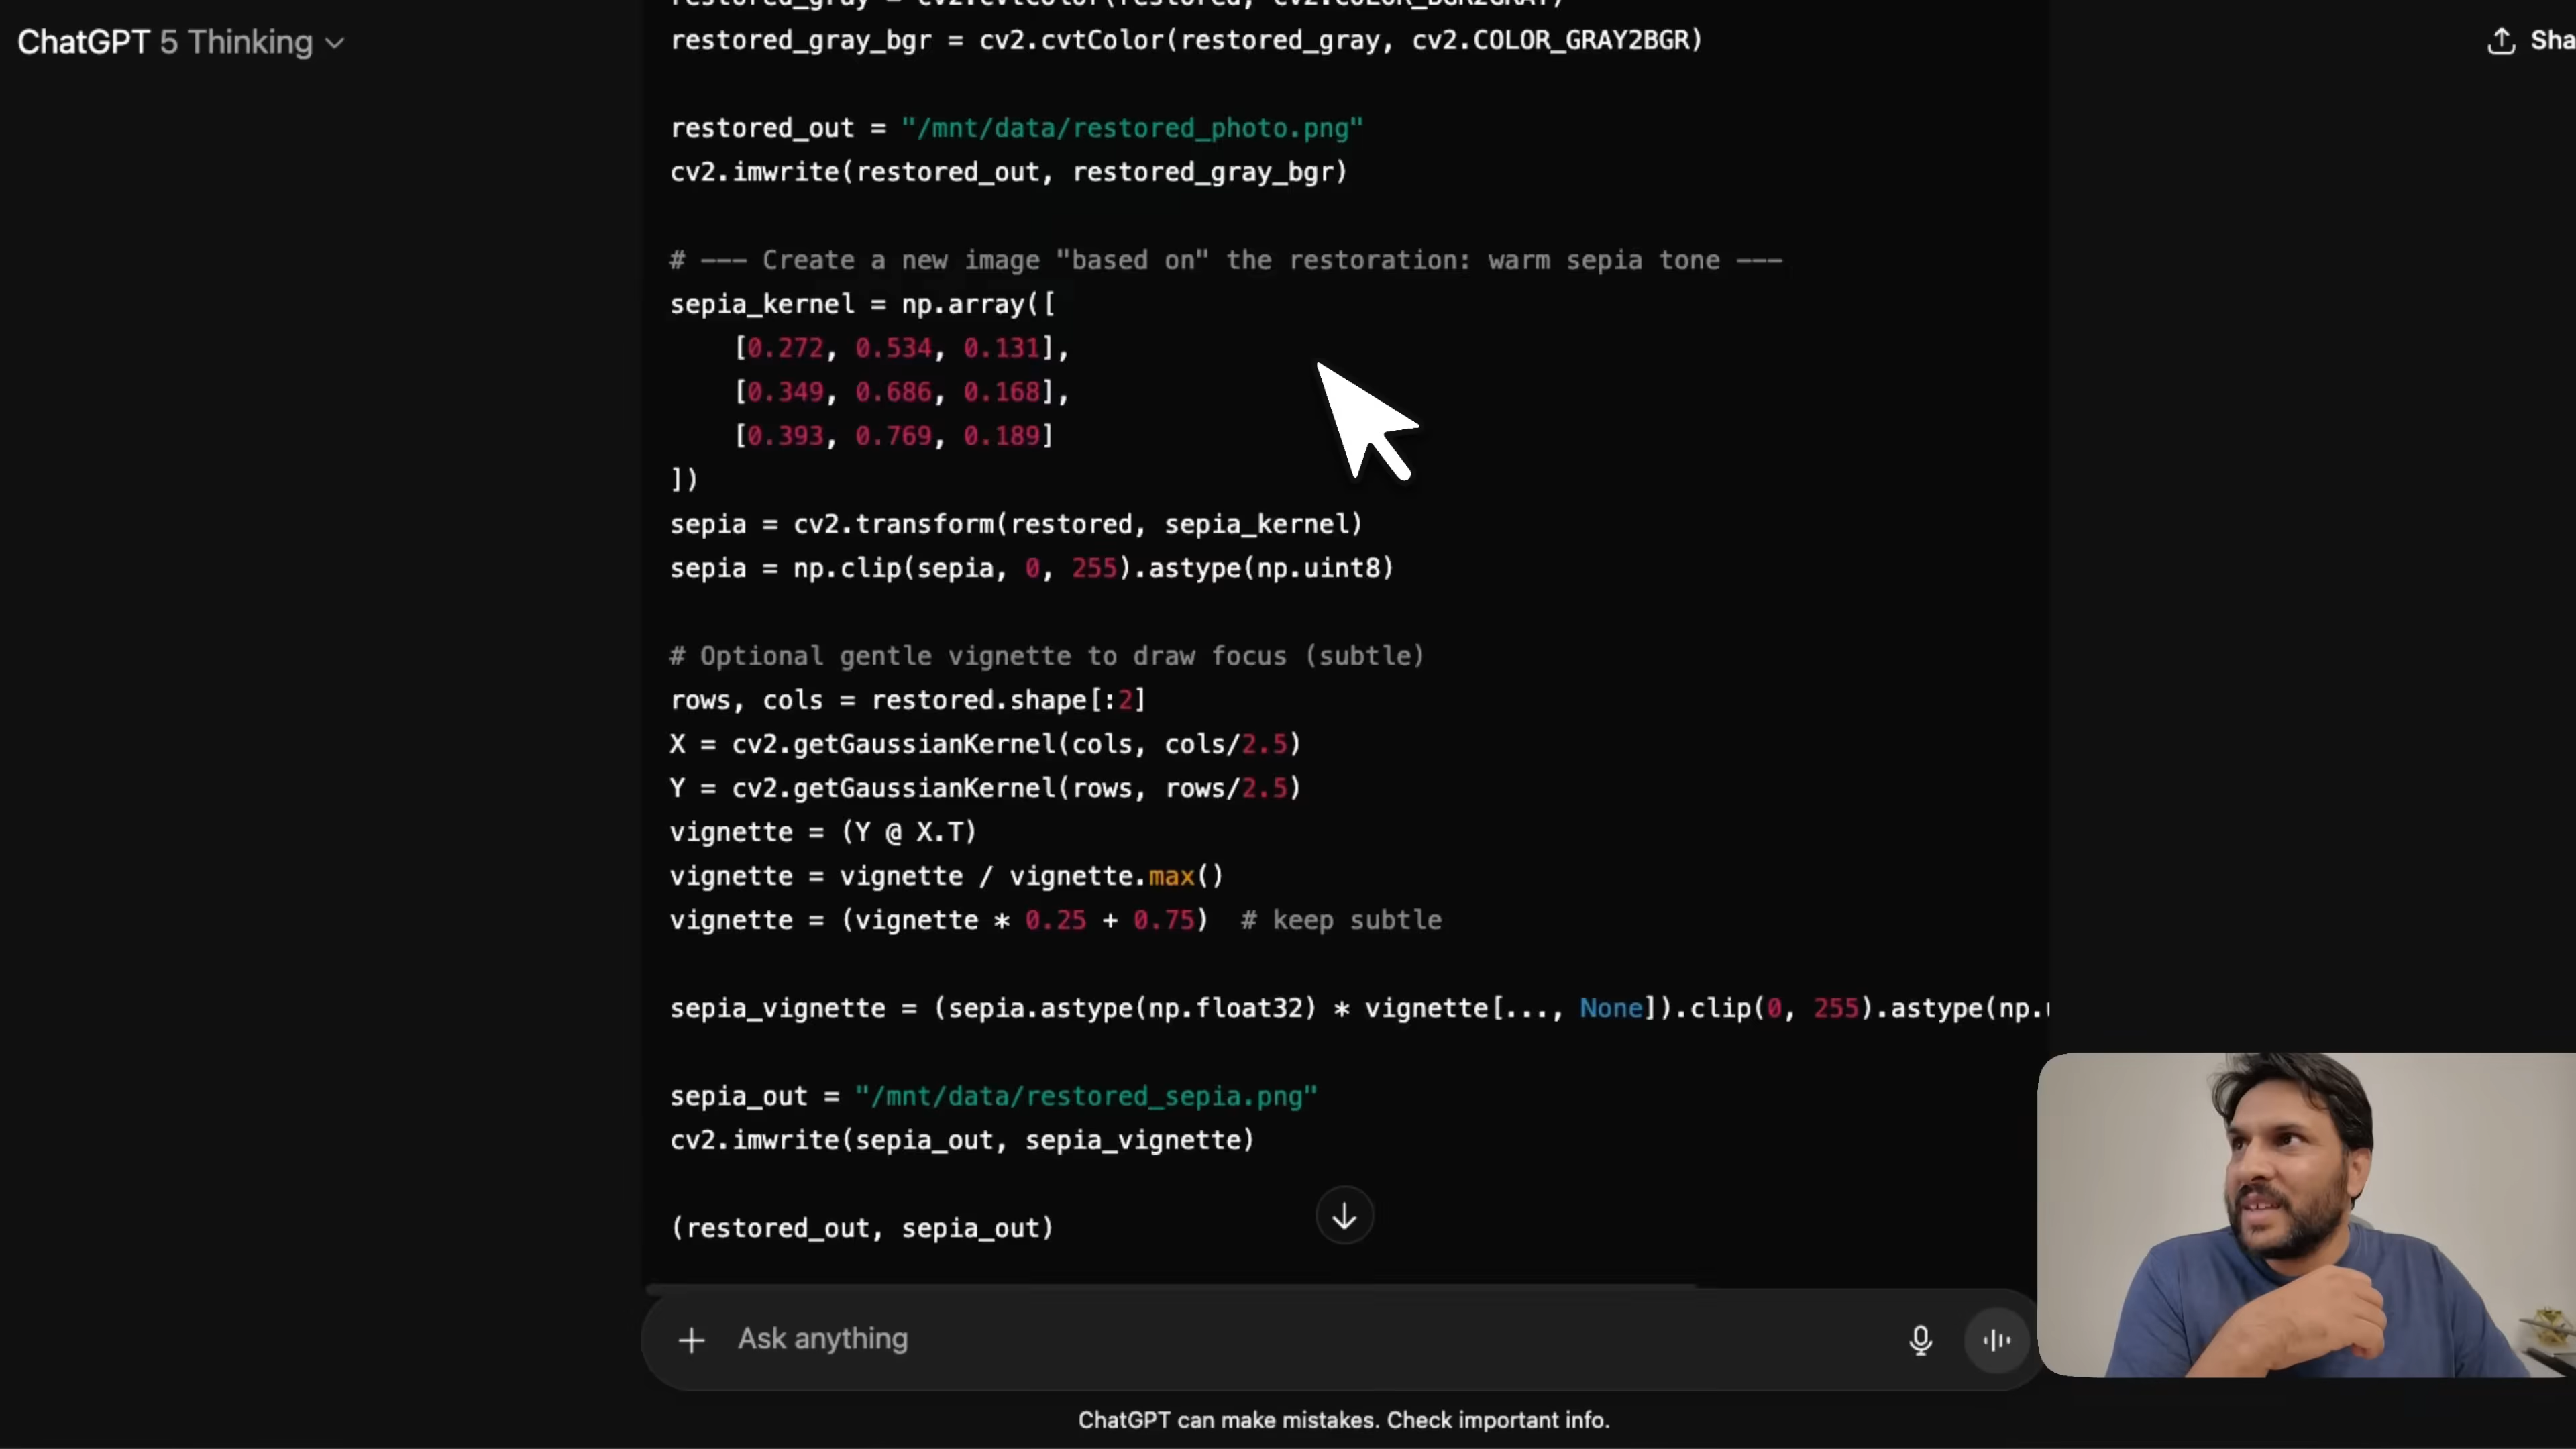 ChatGPT 5 Thinking
Sha
restored_gray = cv2.cvtColor(restored, cv2.COLOR_BGR2GRAY)
restored_gray_bgr = cv2.cvtColor(restored_gray, cv2.COLOR_GRAY2BGR)
restored_out = "/mnt/data/restored_photo.png"
cv2.imwrite(restored_out, restored_gray_bgr)
# --- Create a new image "based on" the restoration: warm sepia tone ---
sepia_kernel = np.array([
[0.272, 0.534, 0.131],
[0.349, 0.686, 0.168],
[0.393, 0.769, 0.189]
])
sepia = cv2.transform(restored, sepia_kernel)
sepia = np.clip(sepia, 0, 255).astype(np.uint8)
# Optional gentle vignette to draw focus (subtle)
rows, cols = restored.shape[:2]
X = cv2.getGaussianKernel(cols, cols/2.5)
Y = cv2.getGaussianKernel(rows, rows/2.5)
vignette = (Y @ X.T)
vignette = vignette / vignette.max()
vignette = (vignette * 0.25 + 0.75)  # keep subtle
sepia_vignette = (sepia.astype(np.float32) * vignette[..., None]).clip(0, 255).astype(np.
sepia_out = "/mnt/data/restored_sepia.png"
cv2.imwrite(sepia_out, sepia_vignette)
(restored_out, sepia_out)
Ask anything
ChatGPT can make mistakes. Check important info.